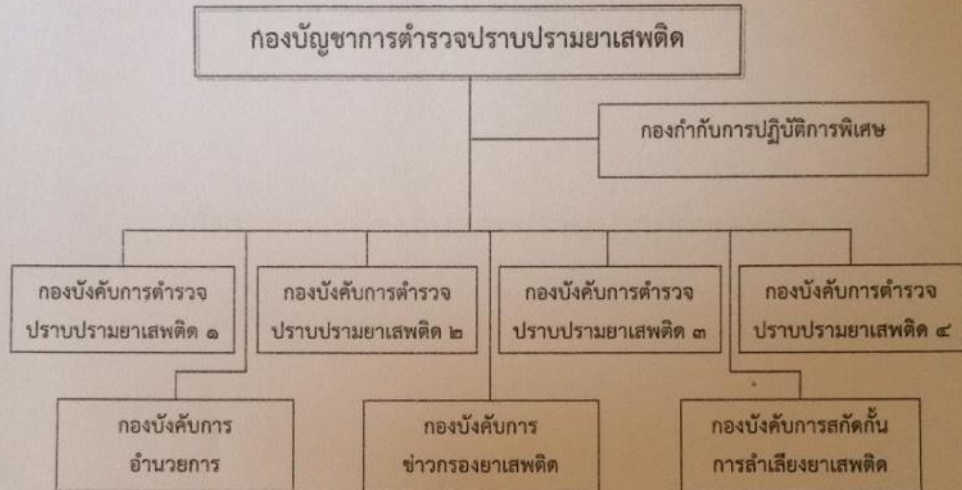 กองบัญชาการตำรวจปราบปรามยาเสพติด
กองกำกับการปฏิบัติการพิเศษ
กองบังคับการตำรวจ
ปราบปรามยาเสพติด ๑
กองบังคับการตำรวจ
ปราบปรามยาเสพติด ๒
กองบังคับการตำรวจ
ปราบปรามยาเสพติด ๓
กองบังคับการตำรวจ
ปราบปรามยาเสพติด ๔
กองบังคับการ
อำนวยการ
กองบังคับการ
ข่าวกรองยาเสพติด
กองบังคับการสกัดกั้น
การลำเลียงยาเสพติด